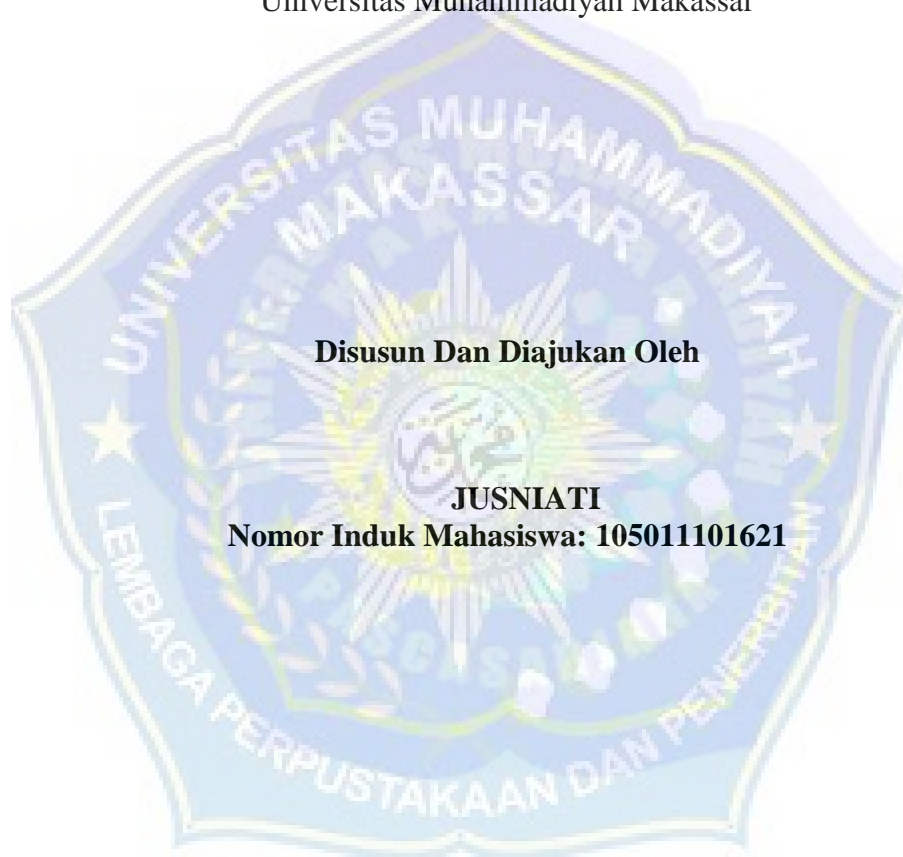 Universitas Muhammadiyah Makassar
UNIVERSITAS MUHAMMADIYAH
MAKASSAR
Disusun Dan Diajukan Oleh
JUSNIATI
Nomor Induk Mahasiswa: 105011101621
PASCASARJANA
LEMBAGA PERPUSTAKAAN DAN PENERBITAN